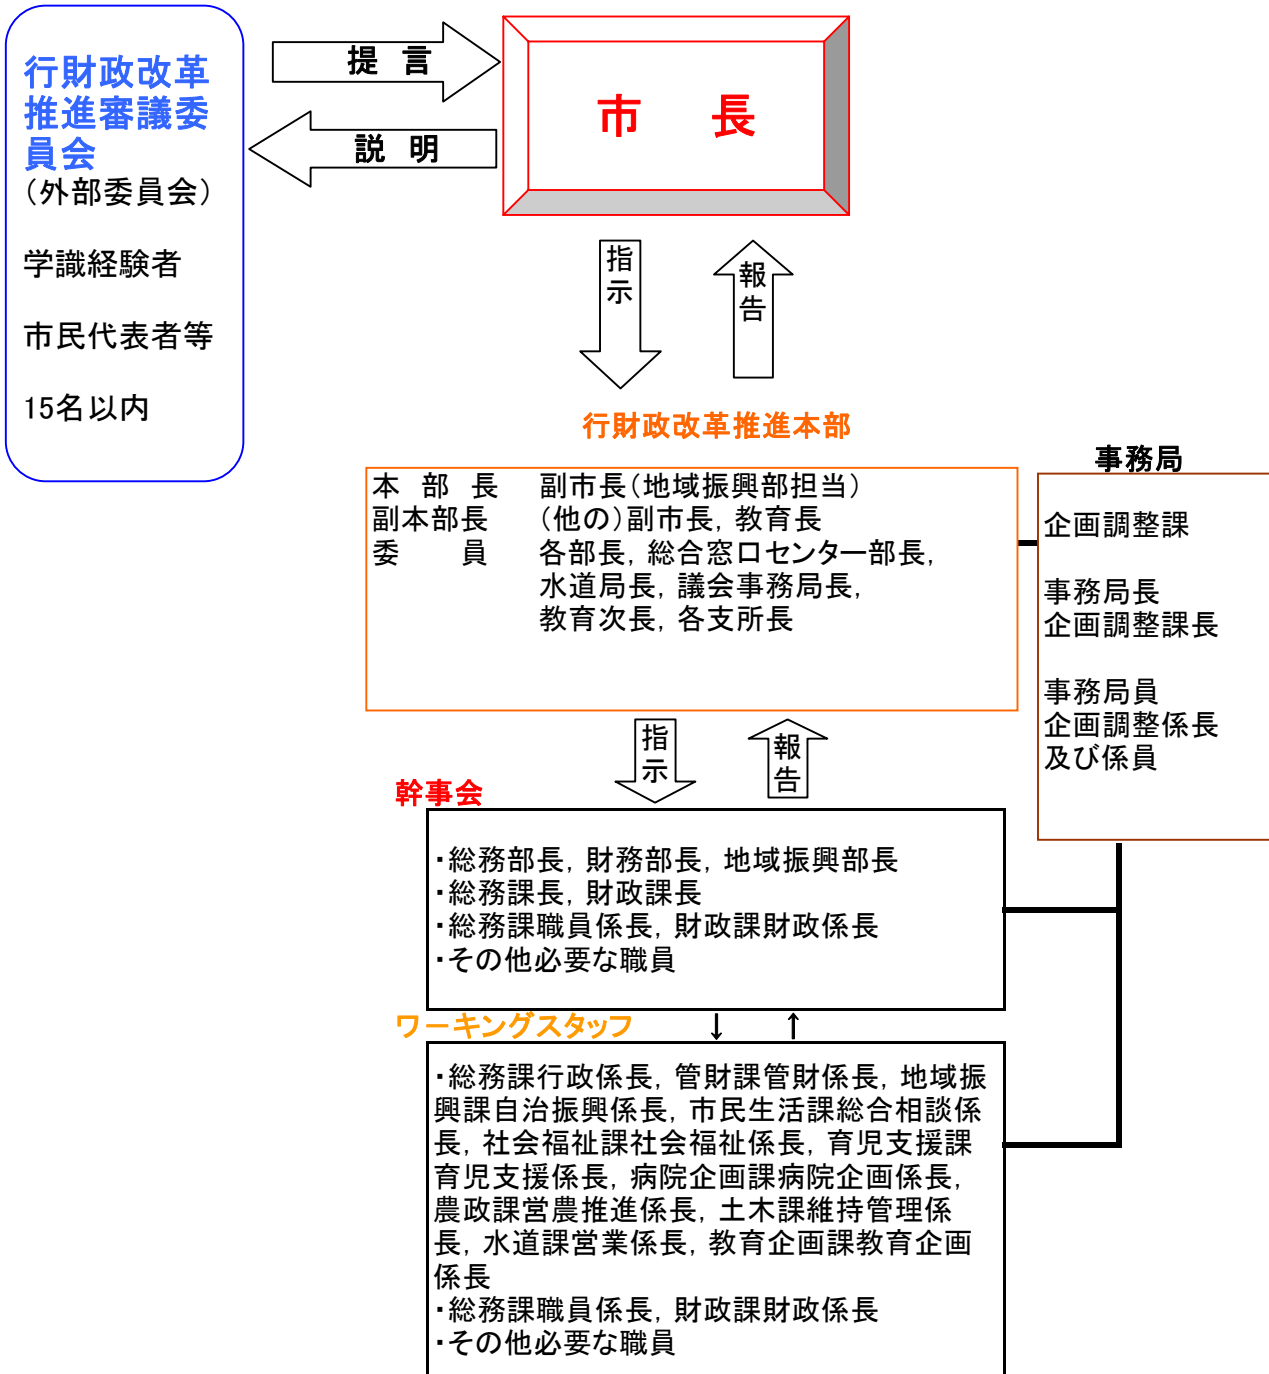 行財政改革
推進審議委
員会
（外部委員会）
学識経験者
市民代表者等
15名以内
提 言
説 明
市 長
指示
報告
行財政改革推進本部
本 部 長 副市長（地域振興部担当）
副本部長 （他の）副市長，教育長
委 員 各部長，総合窓口センター部長，
水道局長，議会事務局長，
教育次長，各支所長
事務局
企画調整課
事務局長
企画調整課長
事務局員
企画調整係長
及び係員
指示
報告
幹事会
・総務部長，財務部長，地域振興部長
・総務課長，財政課長
・総務課職員係長，財政課財政係長
・その他必要な職員
ワーキングスタッフ ↓ ↑
・総務課行政係長，管財課管財係長，地域振
興課自治振興係長，市民生活課総合相談係
長，社会福祉課社会福祉係長，育児支援課
育児支援係長，病院企画課病院企画係長，
農政課営農推進係長，土木課維持管理係
長，水道課営業係長，教育企画課教育企画
係長
・総務課職員係長，財政課財政係長
・その他必要な職員